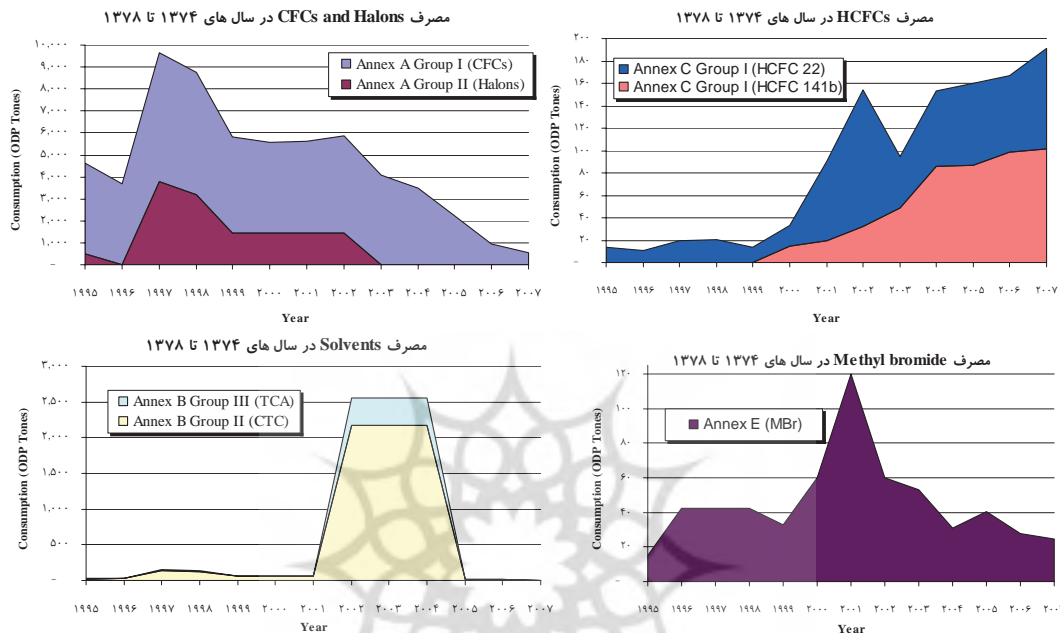 مصرف CFCs and Halons در سال های ۱۳۷۴ تا ۱۳۷۸
Consumption (ODP Tones)
۱۰,۰۰۰
۹,۰۰۰
۸,۰۰۰
۷,۰۰۰
۶,۰۰۰
۵,۰۰۰
۴,۰۰۰
۳,۰۰۰
۲,۰۰۰
۱,۰۰۰
-
Annex A Group I (CFCs)
Annex A Group II (Halons)
۱۹۹۵ ۱۹۹۶ ۱۹۹۷ ۱۹۹۸ ۱۹۹۹ ۲۰۰۰ ۲۰۰۱ ۲۰۰۲ ۲۰۰۳ ۲۰۰۴ ۲۰۰۵ ۲۰۰۶ ۲۰۰۷
Year
مصرف HCFCs در سال های ۱۳۷۴ تا ۱۳۷۸
Consumption (ODP Tones)
۲۰۰
۱۸۰
۱۶۰
۱۴۰
۱۲۰
۱۰۰
۸۰
۶۰
۴۰
۲۰
-
Annex C Group I (HCFC 22)
Annex C Group I (HCFC 141b)
۱۹۹۵ ۱۹۹۶ ۱۹۹۷ ۱۹۹۸ ۱۹۹۹ ۲۰۰۰ ۲۰۰۱ ۲۰۰۲ ۲۰۰۳ ۲۰۰۴ ۲۰۰۵ ۲۰۰۶ ۲۰۰۷
Year
مصرف Solvents در سال های ۱۳۷۴ تا ۱۳۷۸
Consumption (ODP Tones)
۳,۰۰۰
۲,۵۰۰
۲,۰۰۰
۱,۵۰۰
۱,۰۰۰
۵۰۰
-
Annex B Group III (TCA)
Annex B Group II (CTC)
۱۹۹۵ ۱۹۹۶ ۱۹۹۷ ۱۹۹۸ ۱۹۹۹ ۲۰۰۰ ۲۰۰۱ ۲۰۰۲ ۲۰۰۳ ۲۰۰۴ ۲۰۰۵ ۲۰۰۶ ۲۰۰۷
Year
مصرف Methyl bromide در سال های ۱۳۷۴ تا ۱۳۷۸
Consumption (ODP Tones)
۱۲۰
۱۰۰
۸۰
۶۰
۴۰
۲۰
-
Annex E (MBr)
۱۹۹۵ ۱۹۹۶ ۱۹۹۷ ۱۹۹۸ ۱۹۹۹ ۲۰۰۰ ۲۰۰۱ ۲۰۰۲ ۲۰۰۳ ۲۰۰۴ ۲۰۰۵ ۲۰۰۶ ۲۰۰۷
Year